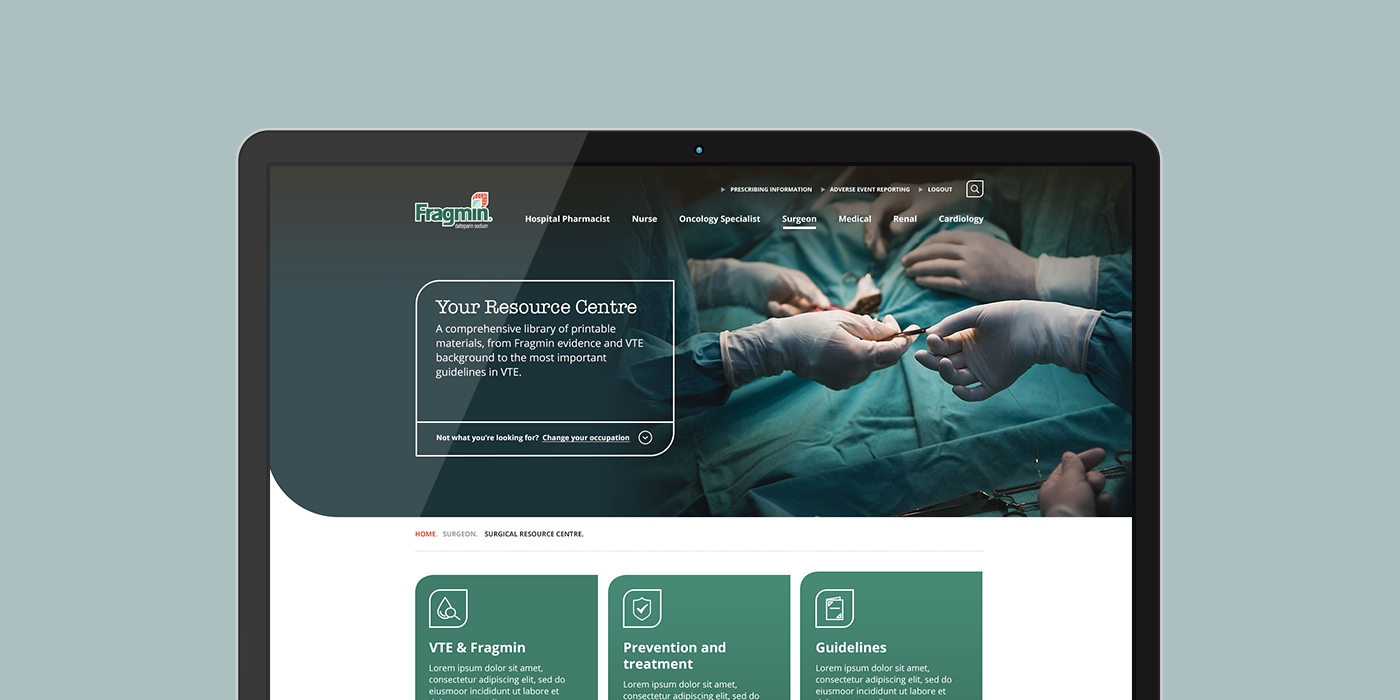 PRESCRIBING INFORMATION ADVERSE EVENT REPORTING LOGOUT
Fragmin
dalteparin sodium
Hospital Pharmacist Nurse Oncology Specialist Surgeon Medical Renal Cardiology
Your Resource Centre
A comprehensive library of printable
materials, from Fragmin evidence and VTE
background to the most important
guidelines in VTE.
Not what you're looking for? Change your occupation
HOME. SURGEON. SURGICAL RESOURCE CENTRE.
VTE & Fragmin
Lorem ipsum dolor sit amet,
consectetur adipiscing elit, sed do
eiusmoor incididunt ut labore et
Prevention and
treatment
Lorem ipsum dolor sit amet,
consectetur adipiscing elit, sed do
Guidelines
Lorem ipsum dolor sit amet,
consectetur adipiscing elit, sed do
eiusmoor incididunt ut labore et